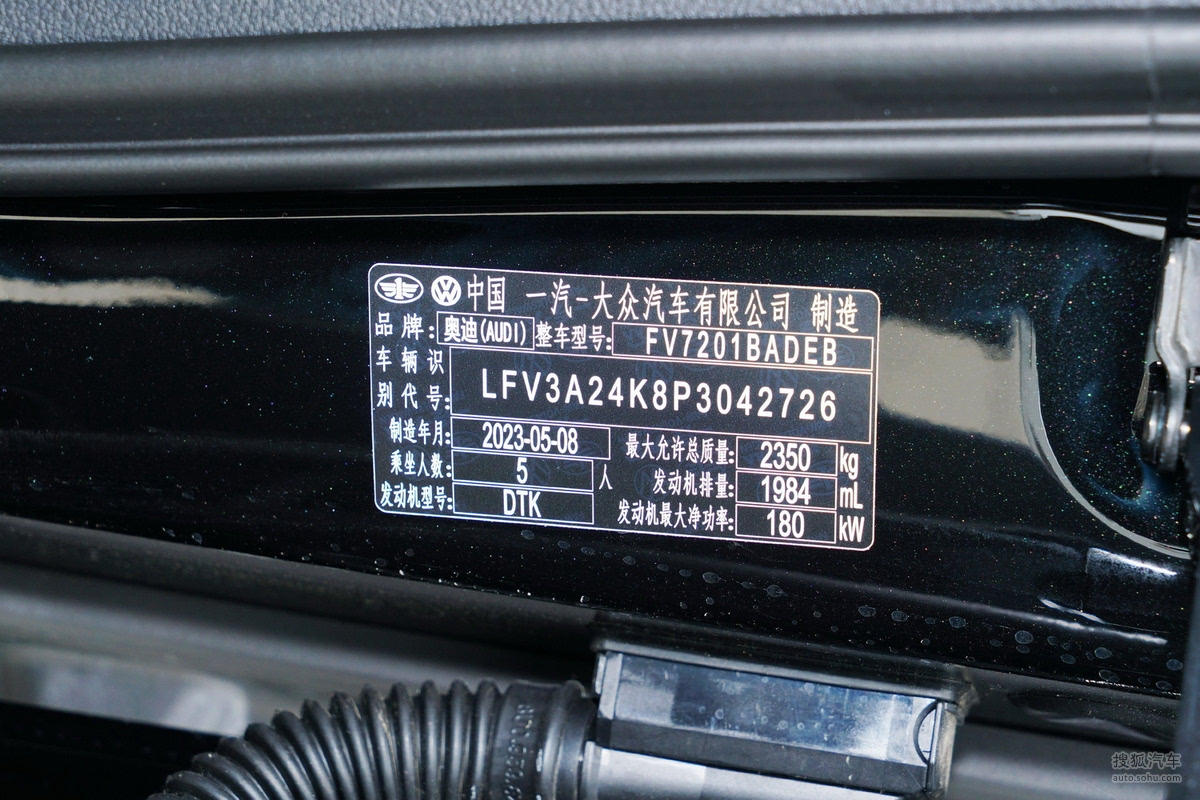 中国 一汽-大众汽车有限公司 制造
品牌: 奥迪(AUDI) 整车型号: FV7201BADEB
车辆识别代号: LFV3A24K8P3042726
制造年月: 2023-05-08 最大允许总质量: 2350 kg
乘坐人数: 5 人 发动机排量: 1984 mL
发动机型号: DTK 发动机最大净功率: 180 kW
搜狐汽车
auto.sohu.com